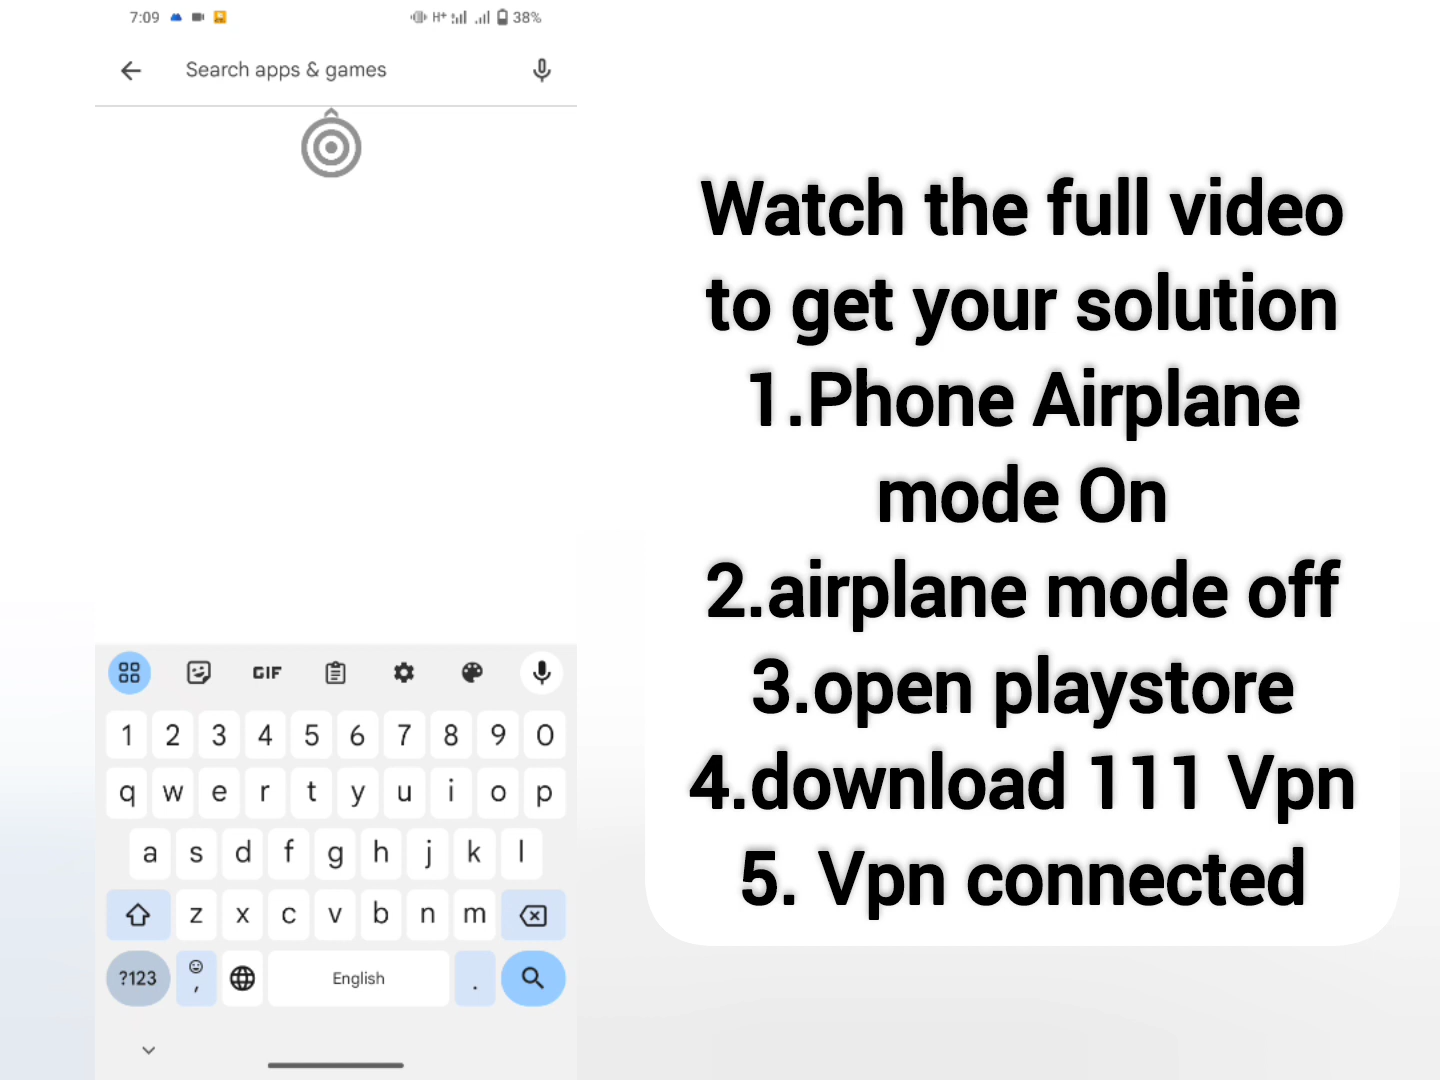 7:09 H+ 38%
Search apps & games
Watch the full video
to get your solution
1.Phone Airplane
mode On
2.airplane mode off
3.open playstore
4.download 111 Vpn
5. Vpn connected
GIF
1 2 3 4 5 6 7 8 9 0
q w e r t y u i o p
a s d f g h j k l
z x c v b n m
?123 , English .